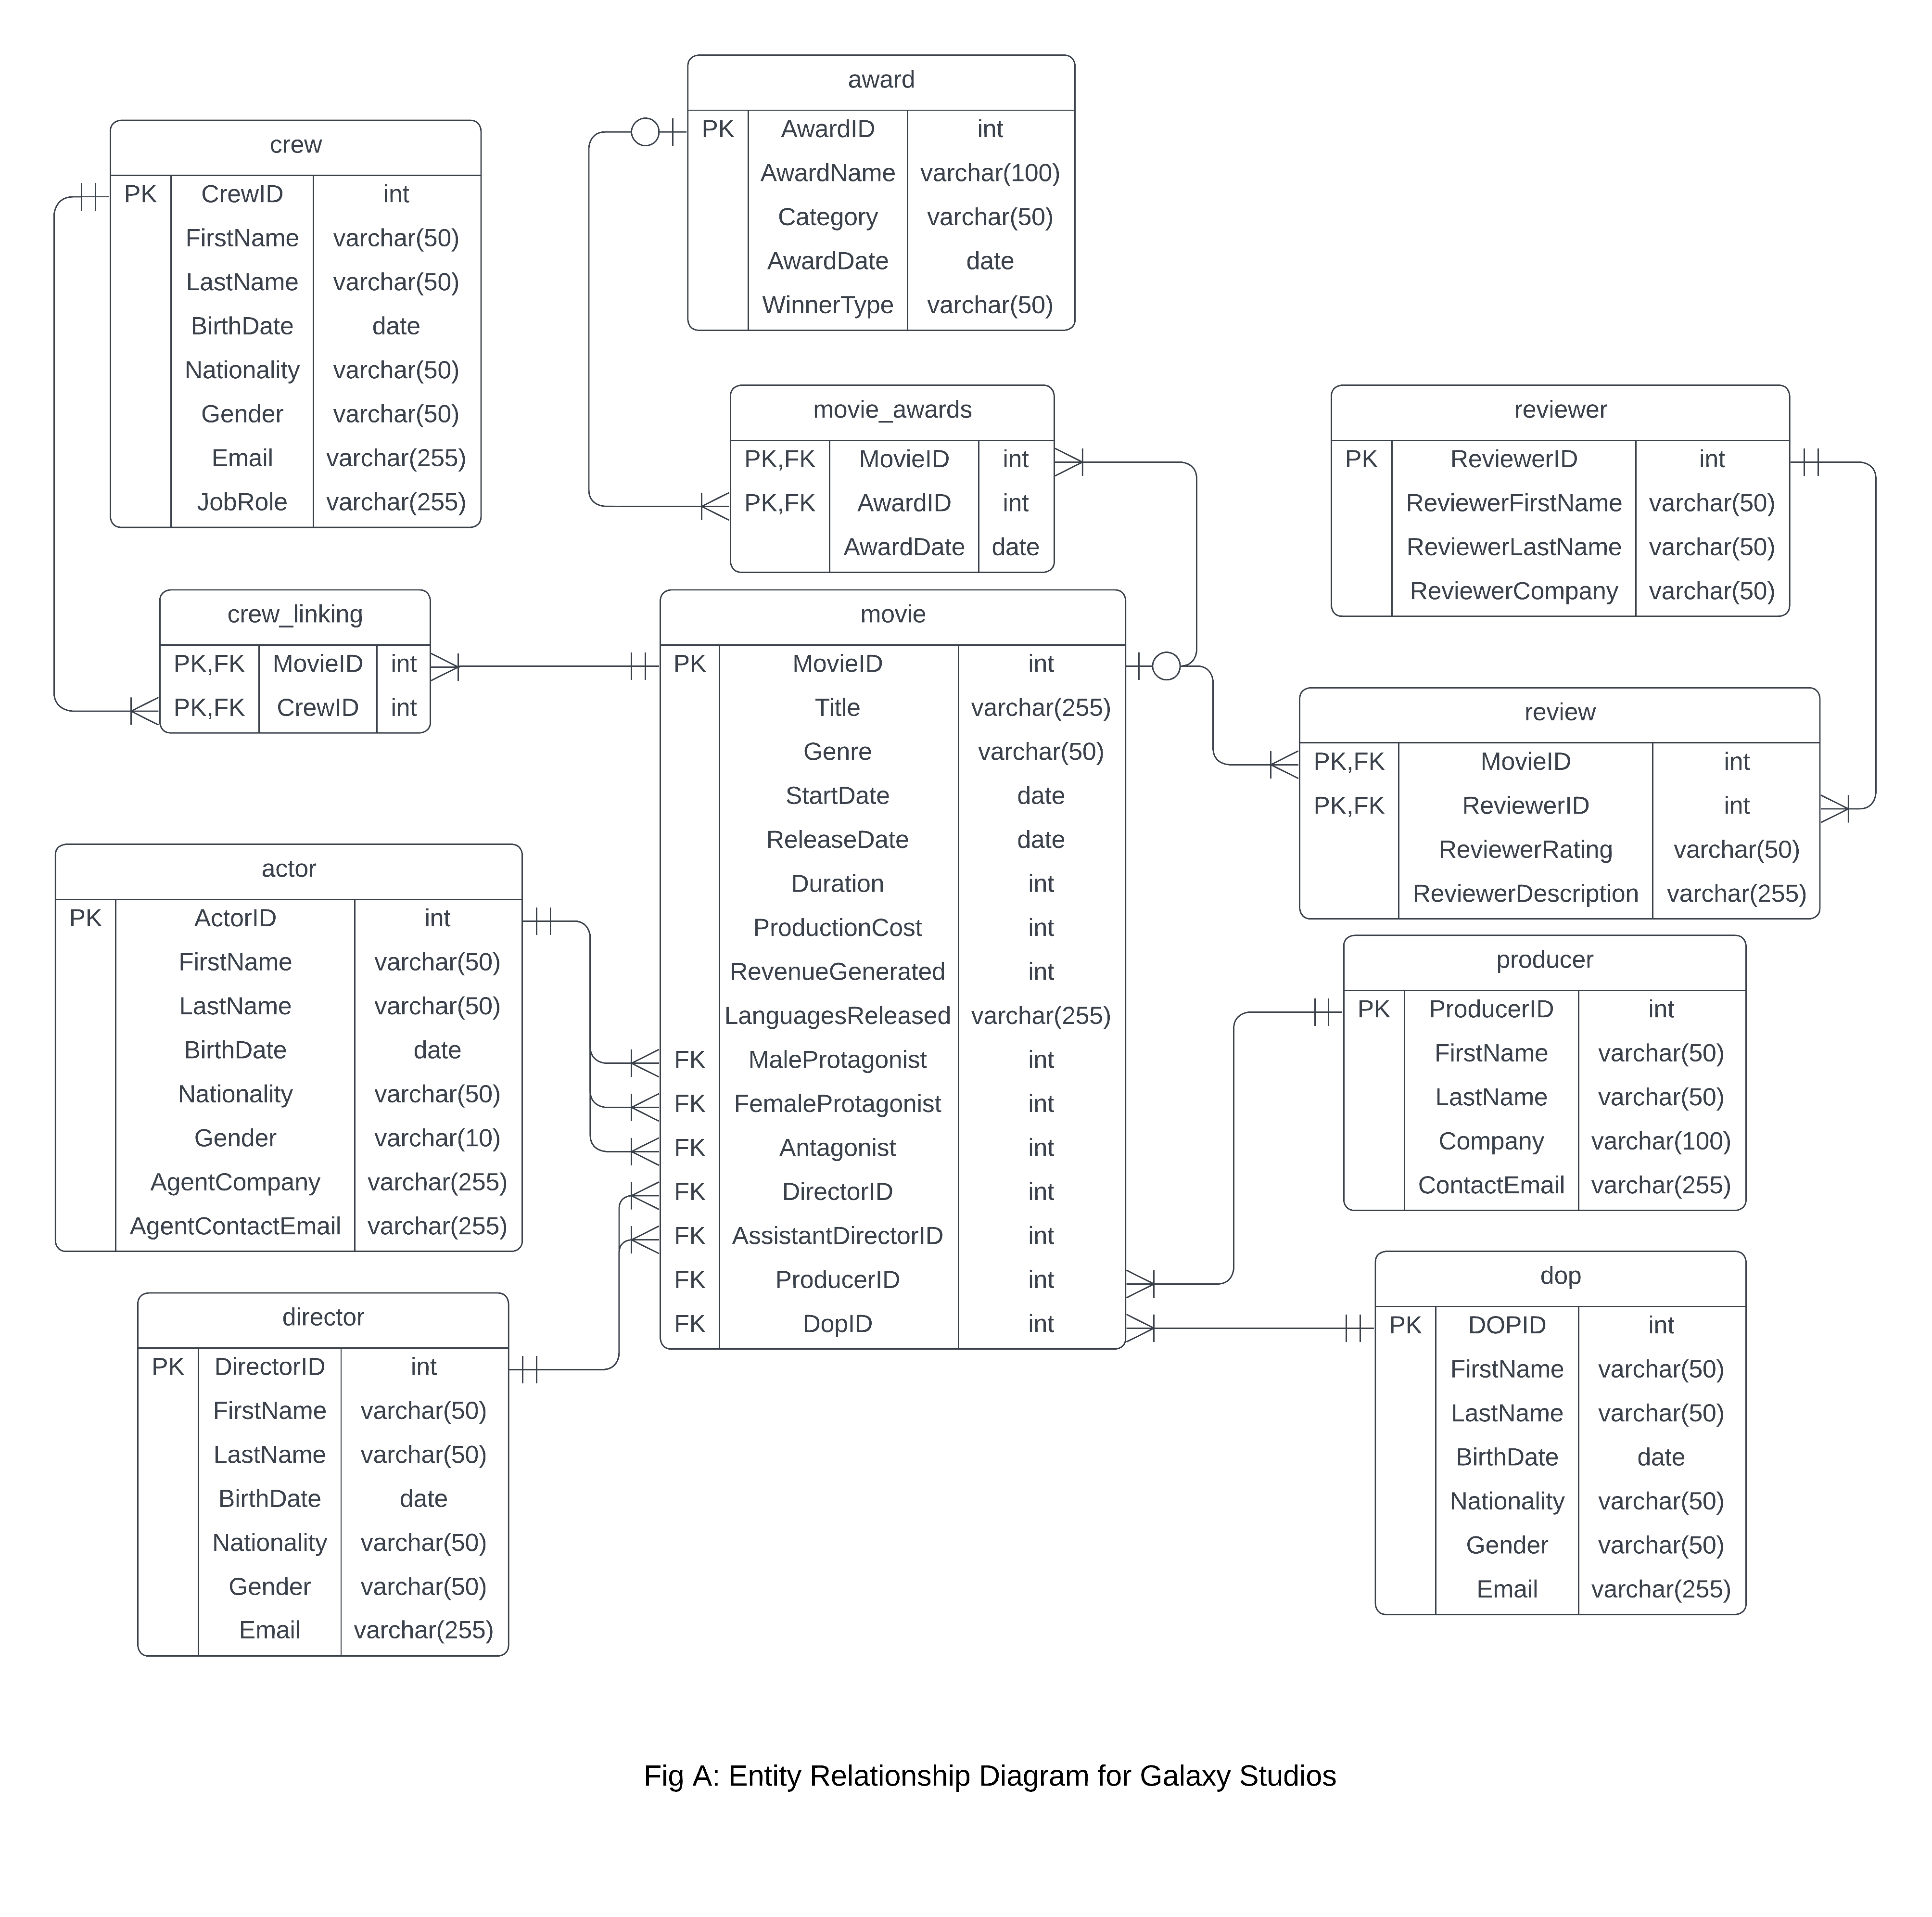 award
PK AwardID int
AwardName varchar(100)
Category varchar(50)
AwardDate date
WinnerType varchar(50)
crew
PK CrewID int
FirstName varchar(50)
LastName varchar(50)
BirthDate date
Nationality varchar(50)
Gender varchar(50)
Email varchar(255)
JobRole varchar(255)
movie_awards
PK,FK MovieID int
PK,FK AwardID int
AwardDate date
reviewer
PK ReviewerID int
ReviewerFirstName varchar(50)
ReviewerLastName varchar(50)
ReviewerCompany varchar(50)
crew_linking
PK,FK MovieID int
PK,FK CrewID int
movie
PK MovieID int
Title varchar(255)
Genre varchar(50)
StartDate date
ReleaseDate date
Duration int
ProductionCost int
RevenueGenerated int
LanguagesReleased varchar(255)
FK MaleProtagonist int
FK FemaleProtagonist int
FK Antagonist int
FK DirectorID int
FK AssistantDirectorID int
FK ProducerID int
FK DopID int
review
PK,FK MovieID int
PK,FK ReviewerID int
ReviewerRating varchar(50)
ReviewerDescription varchar(255)
actor
PK ActorID int
FirstName varchar(50)
LastName varchar(50)
BirthDate date
Nationality varchar(50)
Gender varchar(10)
AgentCompany varchar(255)
AgentContactEmail varchar(255)
producer
PK ProducerID int
FirstName varchar(50)
LastName varchar(50)
Company varchar(100)
ContactEmail varchar(255)
director
PK DirectorID int
FirstName varchar(50)
LastName varchar(50)
BirthDate date
Nationality varchar(50)
Gender varchar(50)
Email varchar(255)
dop
PK DOPID int
FirstName varchar(50)
LastName varchar(50)
BirthDate date
Nationality varchar(50)
Gender varchar(50)
Email varchar(255)
Fig A: Entity Relationship Diagram for Galaxy Studios